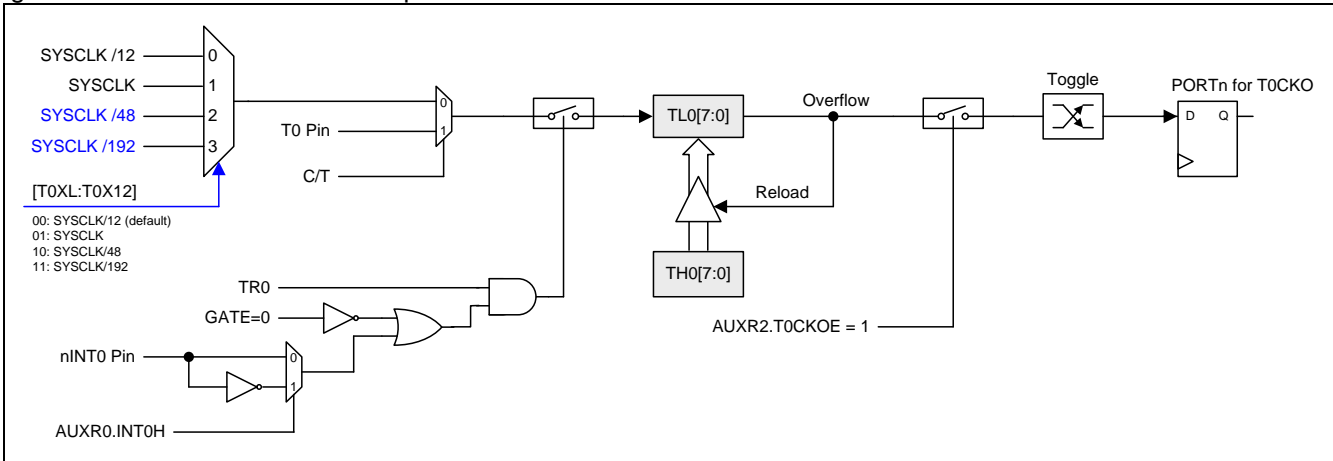 SYSCLK /12
0
SYSCLK
1
SYSCLK /48
2
SYSCLK /192
3
[T0XL:T0X12]
00: SYSCLK/12 (default)
01: SYSCLK
10: SYSCLK/48
11: SYSCLK/192
0
T0 Pin
1
C/T
TL0[7:0]
Overflow
Reload
TH0[7:0]
Toggle
PORTn for T0CKO
D Q
TR0
GATE=0
AUXR2.T0CKOE = 1
nINT0 Pin
0
1
AUXR0.INT0H